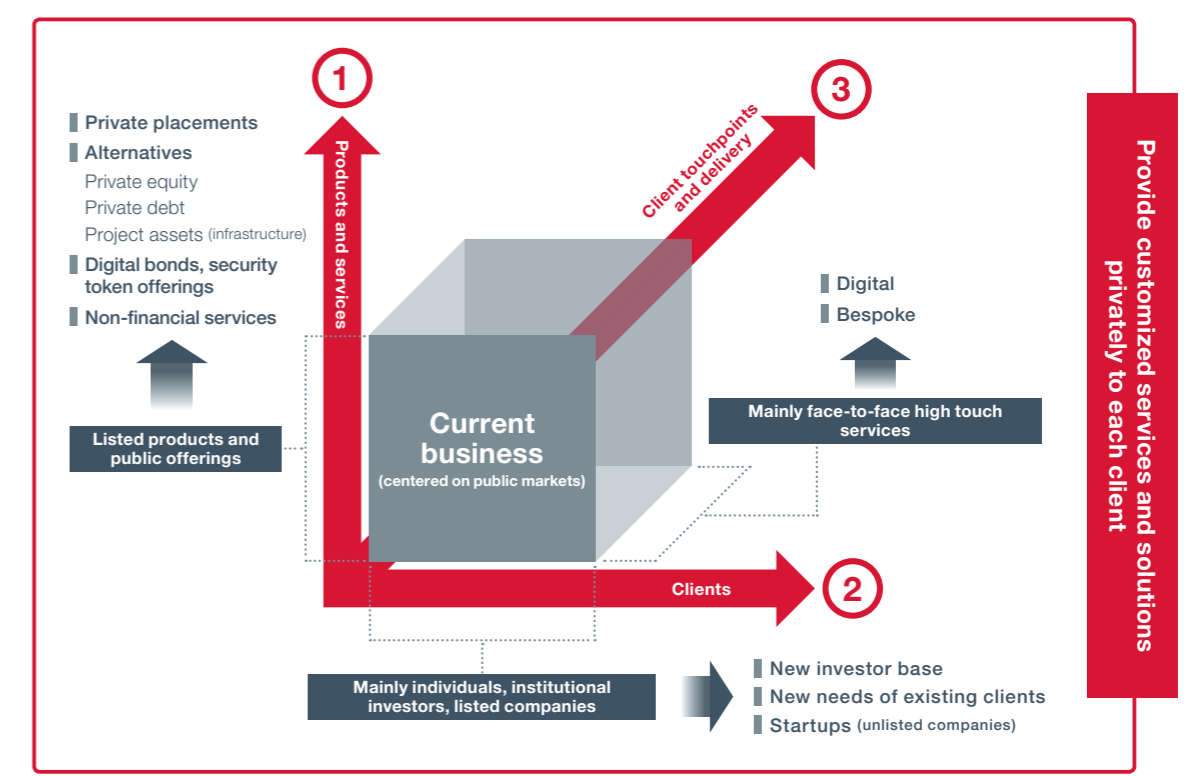 1
Products and services
Private placements
Alternatives
Private equity
Private debt
Project assets (infrastructure)
Digital bonds, security
token offerings
Non-financial services
Listed products and
public offerings
3
Client touchpoints
and delivery
Digital
Bespoke
Mainly face-to-face high touch
services
Current
business
(centered on public markets)
Clients
2
Mainly individuals, institutional
investors, listed companies
New investor base
New needs of existing clients
Startups (unlisted companies)
Provide customized services and solutions
privately to each client